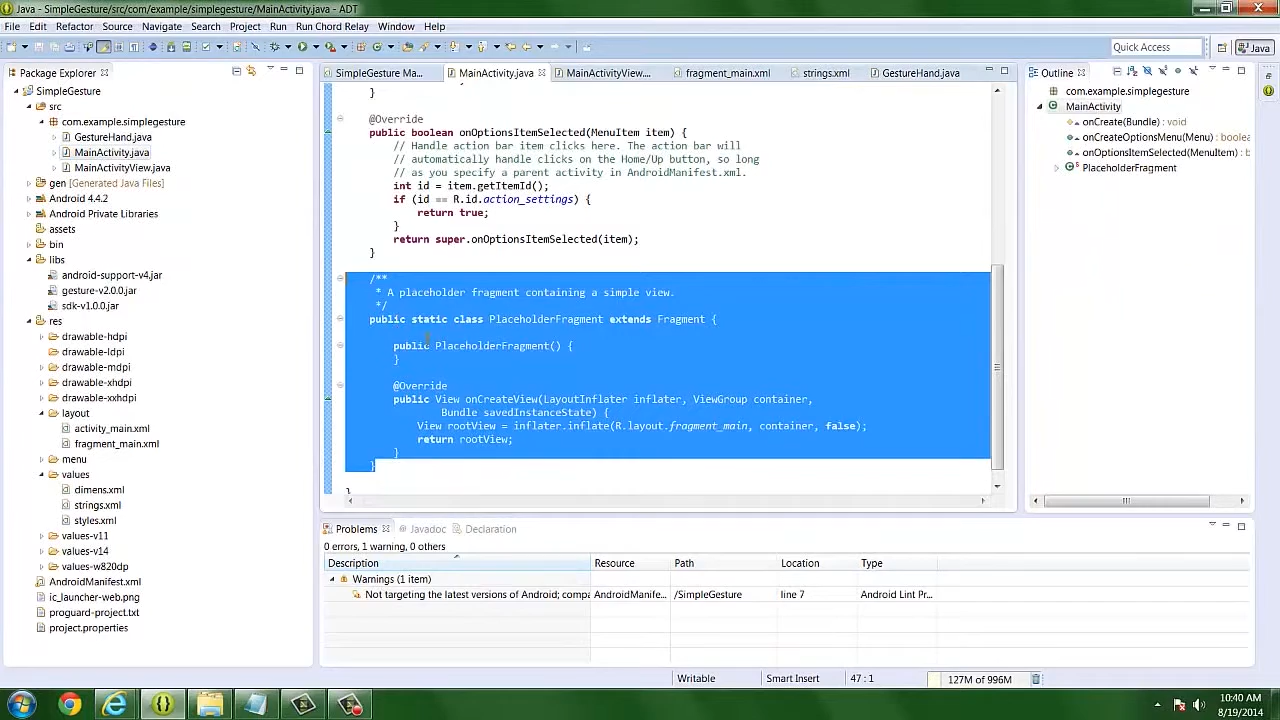 Java - SimpleGesture/src/com/example/simplegesture/MainActivity.java - ADT
File Edit Refactor Source Navigate Search Project Run Run Chord Relay Window Help
Quick Access
Java
Package Explorer
SimpleGesture
src
com.example.simplegesture
GestureHand.java
MainActivity.java
MainActivityView.java
gen [Generated Java Files]
Android 4.4.2
Android Private Libraries
assets
bin
libs
android-support-v4.jar
gesture-v2.0.0.jar
sdk-v1.0.0.jar
res
drawable-hdpi
drawable-ldpi
drawable-mdpi
drawable-xhdpi
drawable-xxhdpi
layout
activity_main.xml
fragment_main.xml
menu
values
dimens.xml
strings.xml
styles.xml
values-v11
values-v14
values-w820dp
AndroidManifest.xml
ic_launcher-web.png
proguard-project.txt
project.properties
SimpleGesture Ma... MainActivity.java MainActivityView.... fragment_main.xml strings.xml GestureHand.java
}
@Override
public boolean onOptionsItemSelected(MenuItem item) {
// Handle action bar item clicks here. The action bar will
// automatically handle clicks on the Home/Up button, so long
// as you specify a parent activity in AndroidManifest.xml.
int id = item.getItemId();
if (id == R.id.action_settings) {
return true;
}
return super.onOptionsItemSelected(item);
}
/**
* A placeholder fragment containing a simple view.
*/
public static class PlaceholderFragment extends Fragment {
public PlaceholderFragment() {
}
@Override
public View onCreateView(LayoutInflater inflater, ViewGroup container,
Bundle savedInstanceState) {
View rootView = inflater.inflate(R.layout.fragment_main, container, false);
return rootView;
}
}
}
Outline
com.example.simplegesture
MainActivity
onCreate(Bundle) : void
onCreateOptionsMenu(Menu) : boolea
onOptionsItemSelected(MenuItem) : b
PlaceholderFragment
Problems Javadoc Declaration
0 errors, 1 warning, 0 others
Description Resource Path Location Type
Warnings (1 item)
Not targeting the latest versions of Android; compa AndroidManife... /SimpleGesture line 7 Android Lint Pr...
Writable Smart Insert 47 : 1 127M of 996M
10:40 AM
8/19/2014